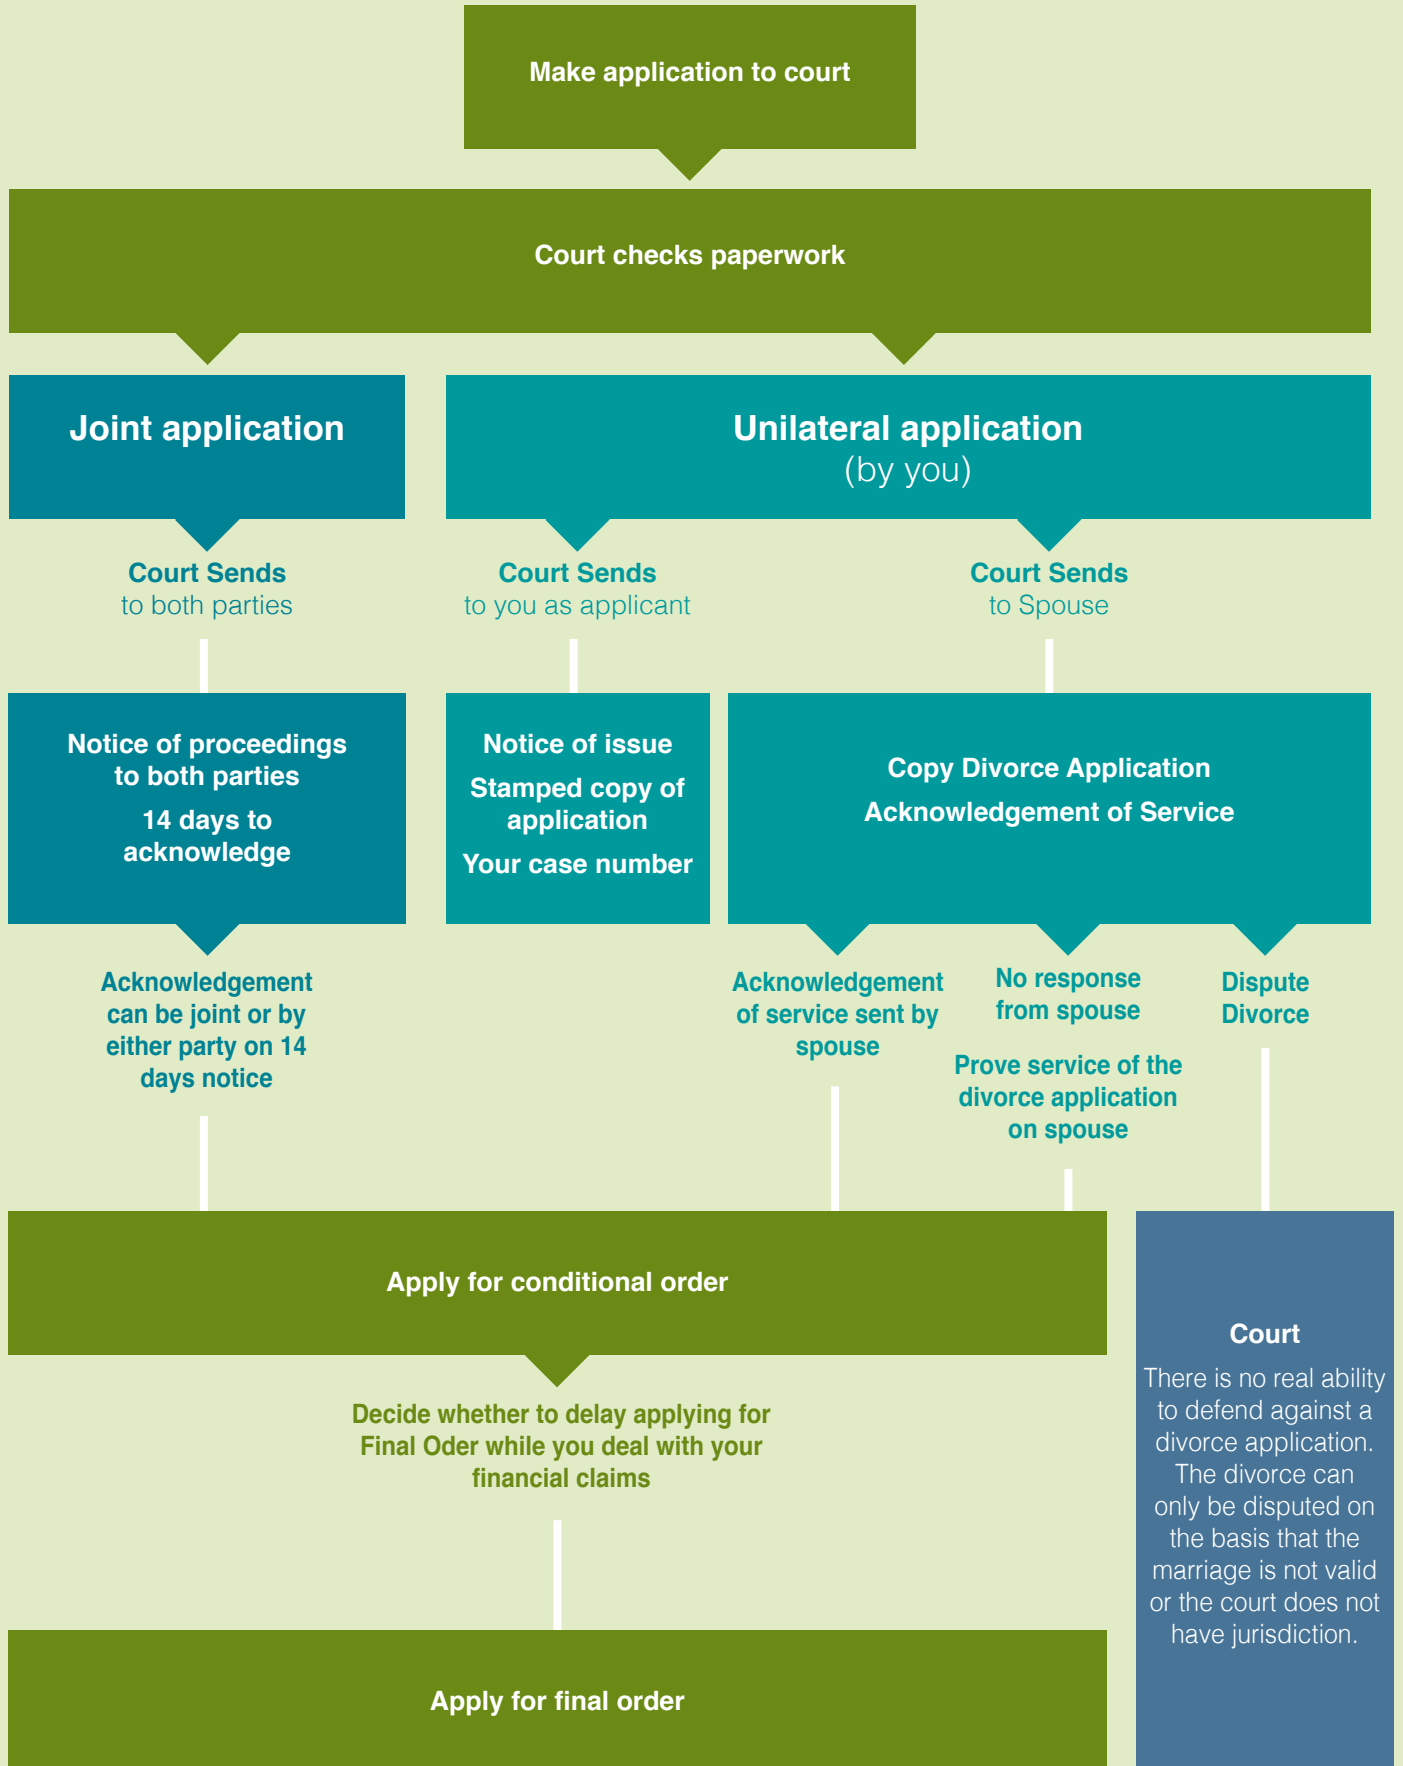 Make application to court
Court checks paperwork
Joint application
Unilateral application
(by you)
Court Sends
to both parties
Court Sends
to you as applicant
Court Sends
to Spouse
Notice of proceedings
to both parties
14 days to
acknowledge
Notice of issue
Stamped copy of
application
Your case number
Copy Divorce Application
Acknowledgement of Service
Acknowledgement
can be joint or by
either party on 14
days notice
Acknowledgement
of service sent by
spouse
No response
from spouse
Prove service of the
divorce application
on spouse
Dispute
Divorce
Apply for conditional order
Decide whether to delay applying for
Final Oder while you deal with your
financial claims
Apply for final order
Court
There is no real ability
to defend against a
divorce application.
The divorce can
only be disputed on
the basis that the
marriage is not valid
or the court does not
have jurisdiction.